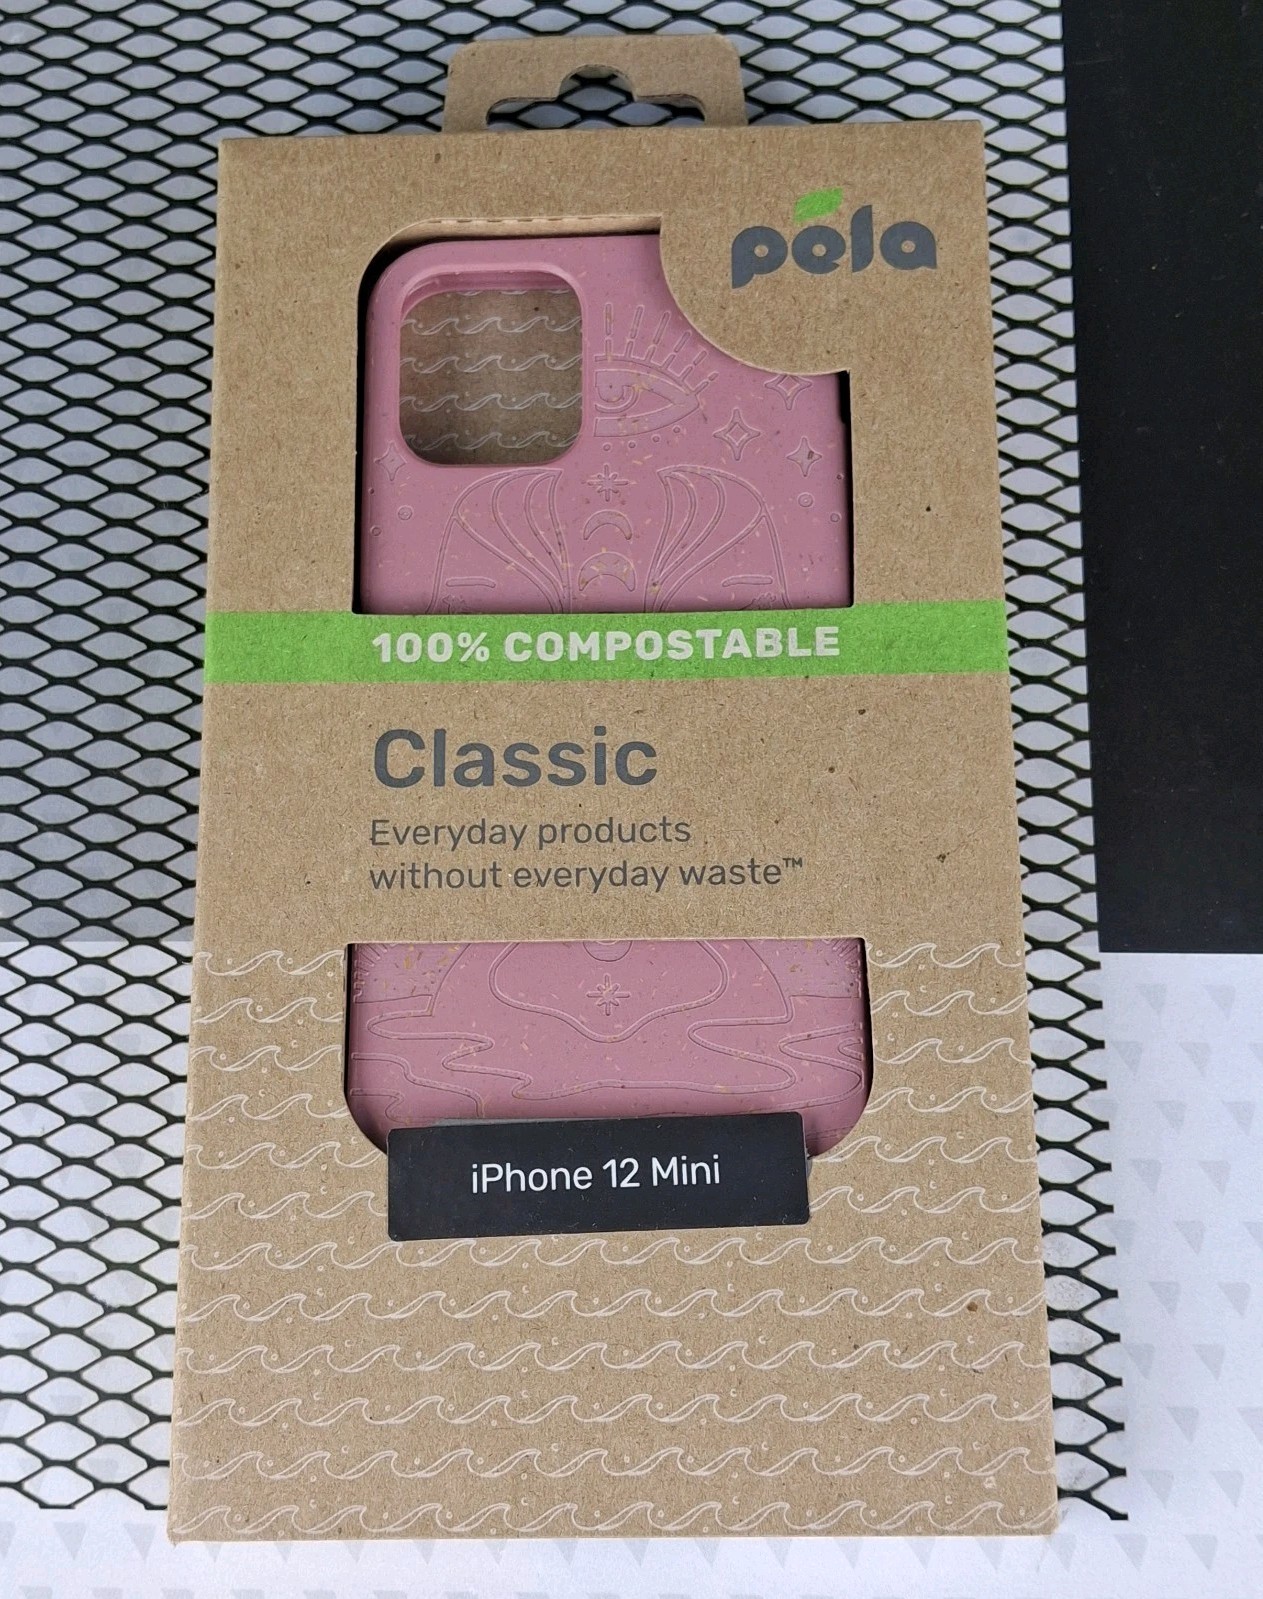 pela
100% COMPOSTABLE
Classic
Everyday products
without everyday waste™
iPhone 12 Mini